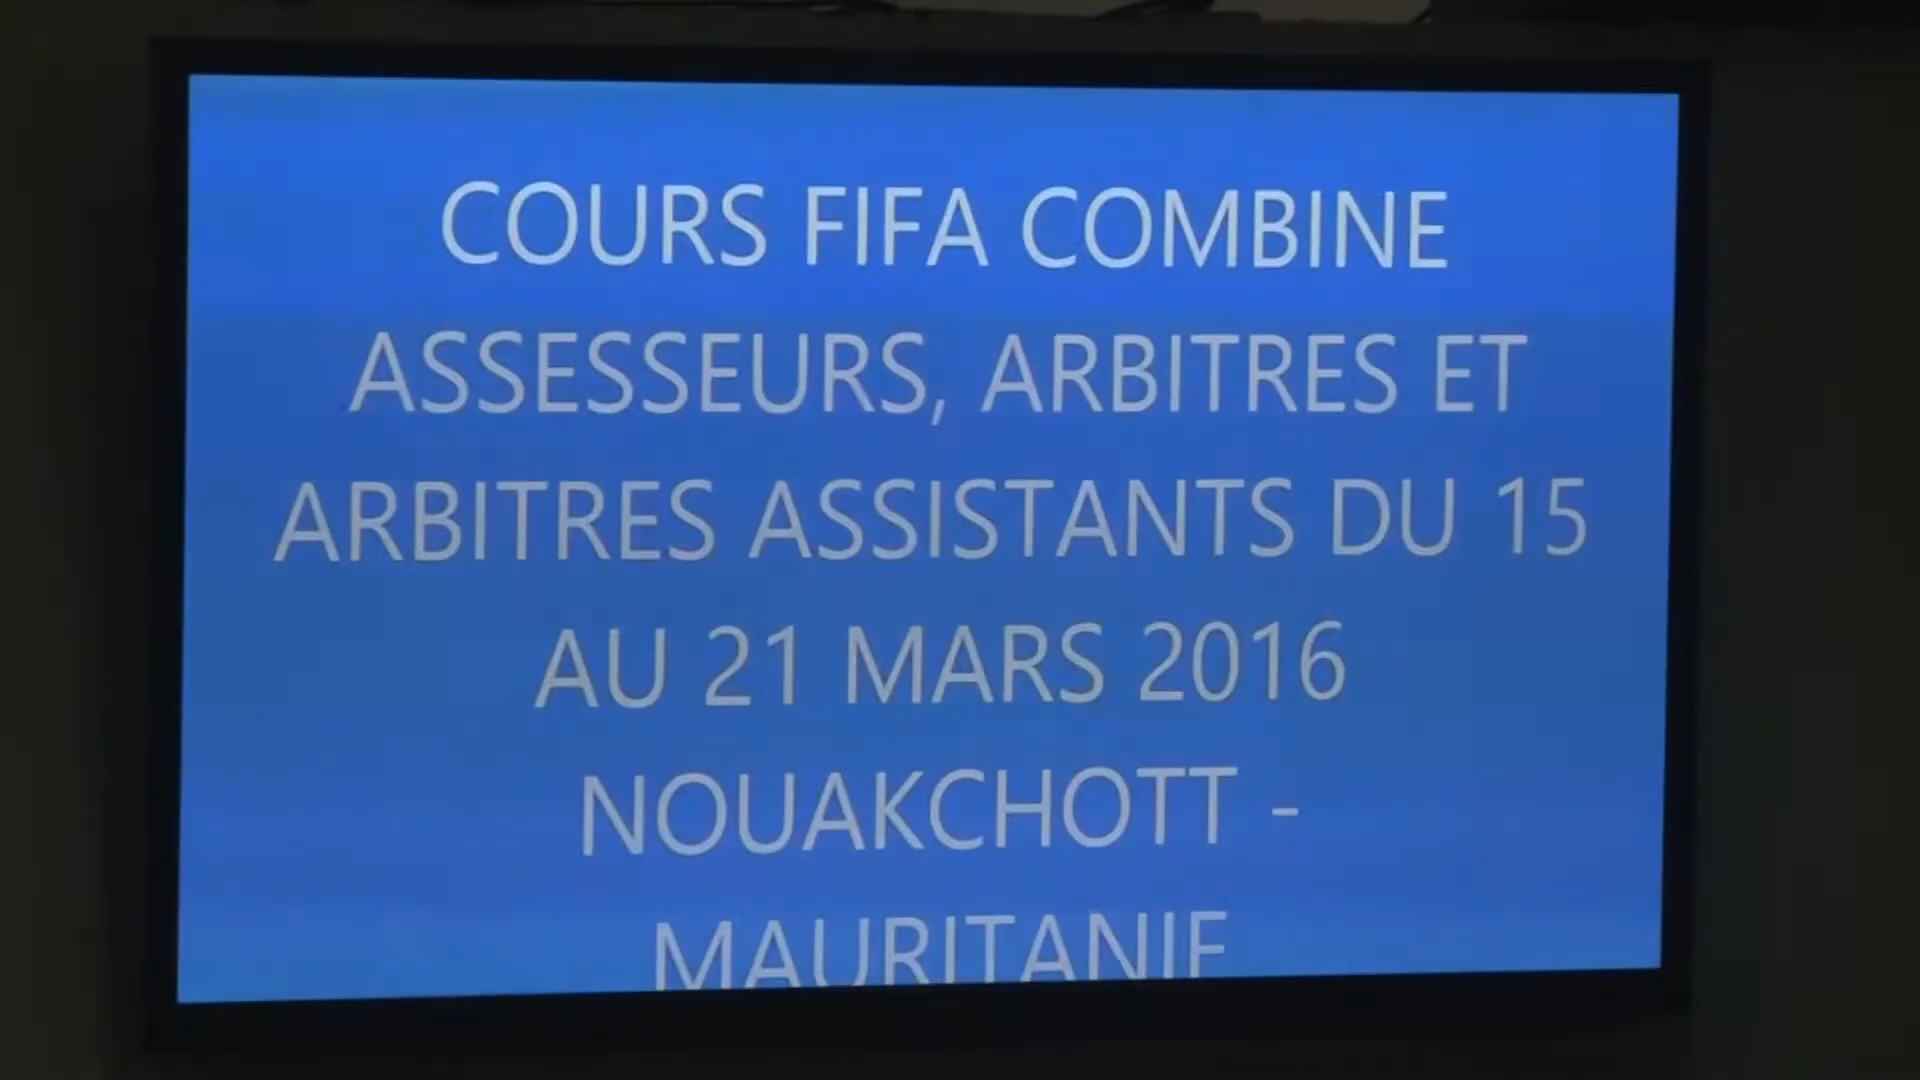 COURS FIFA COMBINE
ASSESSEURS, ARBITRES ET
ARBITRES ASSISTANTS DU 15
AU 21 MARS 2016
NOUAKCHOTT -
MAURITANIE